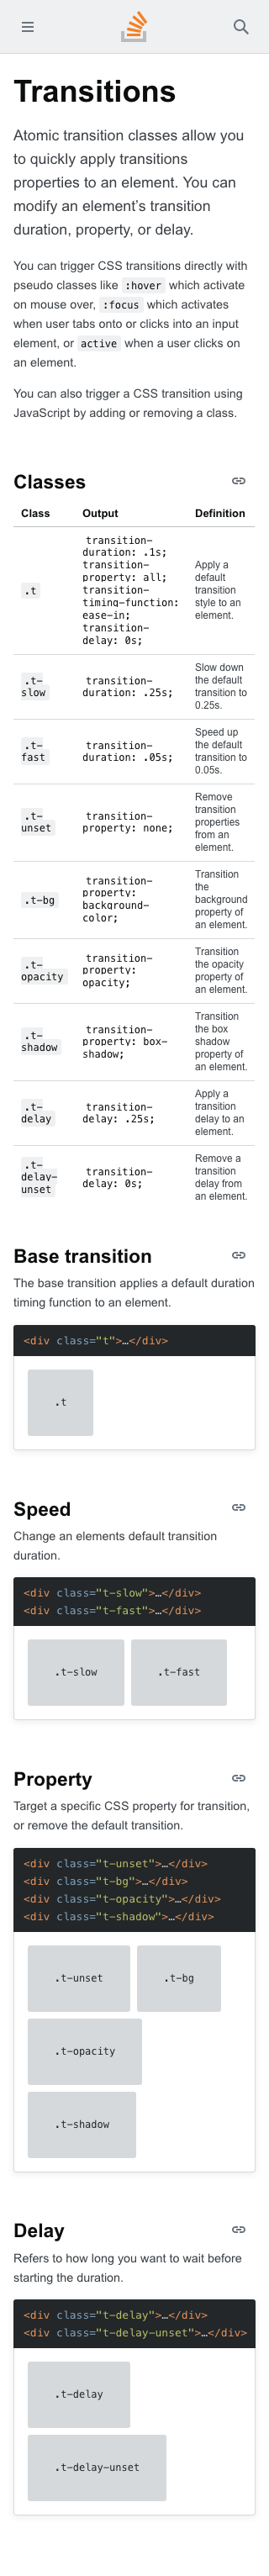 Transitions
Atomic transition classes allow you
to quickly apply transitions
properties to an element. You can
modify an element’s transition
duration, property, or delay.
You can trigger CSS transitions directly with
pseudo classes like :hover which activate
on mouse over, :focus which activates
when user tabs onto or clicks into an input
element, or active when a user clicks on
an element.
You can also trigger a CSS transition using
JavaScript by adding or removing a class.
Classes
Class Output Definition
.t
transition-
duration: .1s;
transition-
property: all;
transition-
timing-function:
ease-in;
transition-
delay: 0s;
Apply a
default
transition
style to an
element.
.t-
slow
transition-
duration: .25s;
Slow down
the default
transition to
0.25s.
.t-
fast
transition-
duration: .05s;
Speed up
the default
transition to
0.05s.
.t-
unset
transition-
property: none;
Remove
transition
properties
from an
element.
.t-bg
transition-
property:
background-
color;
Transition
the
background
property of
an element.
.t-
opacity
transition-
property:
opacity;
Transition
the opacity
property of
an element.
.t-
shadow
transition-
property: box-
shadow;
Transition
the box
shadow
property of
an element.
.t-
delay
transition-
delay: .25s;
Apply a
transition
delay to an
element.
.t-
delay-
unset
transition-
delay: 0s;
Remove a
transition
delay from
an element.
Base transition
The base transition applies a default duration
timing function to an element.
<div class="t">…</div>
.t
Speed
Change an elements default transition
duration.
<div class="t-slow">…</div>
<div class="t-fast">…</div>
.t-slow .t-fast
Property
Target a specific CSS property for transition,
or remove the default transition.
<div class="t-unset">…</div>
<div class="t-bg">…</div>
<div class="t-opacity">…</div>
<div class="t-shadow">…</div>
.t-unset .t-bg
.t-opacity
.t-shadow
Delay
Refers to how long you want to wait before
starting the duration.
<div class="t-delay">…</div>
<div class="t-delay-unset">…</div>
.t-delay
.t-delay-unset